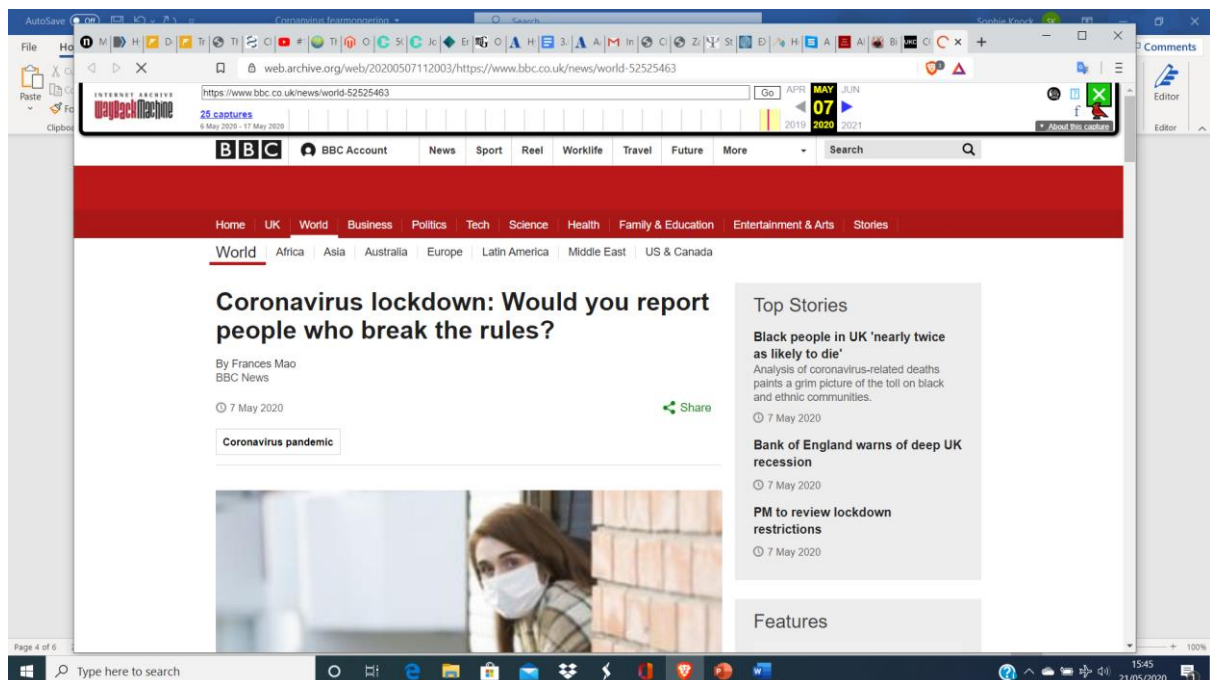 AutoSave Off Search Sophie Knock SK
File Ho Comments
Paste
Editor
Editor
web.archive.org/web/20200507112003/https://www.bbc.co.uk/news/world-52525463
INTERNET ARCHIVE
WayBackMachine
https://www.bbc.co.uk/news/world-52525463 Go APR MAY JUN
25 captures 07
6 May 2020 - 17 May 2020 2019 2020 2021 About this capture
BBC BBC Account News Sport Reel Worklife Travel Future More Search
Home UK World Business Politics Tech Science Health Family & Education Entertainment & Arts Stories
World Africa Asia Australia Europe Latin America Middle East US & Canada
Coronavirus lockdown: Would you report
people who break the rules?
By Frances Mao
BBC News
7 May 2020 Share
Coronavirus pandemic
Top Stories
Black people in UK 'nearly twice
as likely to die'
Analysis of coronavirus-related deaths
paints a grim picture of the toll on black
and ethnic communities.
7 May 2020
Bank of England warns of deep UK
recession
7 May 2020
PM to review lockdown
restrictions
7 May 2020
Features
Page 4 of 6 100%
Type here to search 15:45
21/05/2020